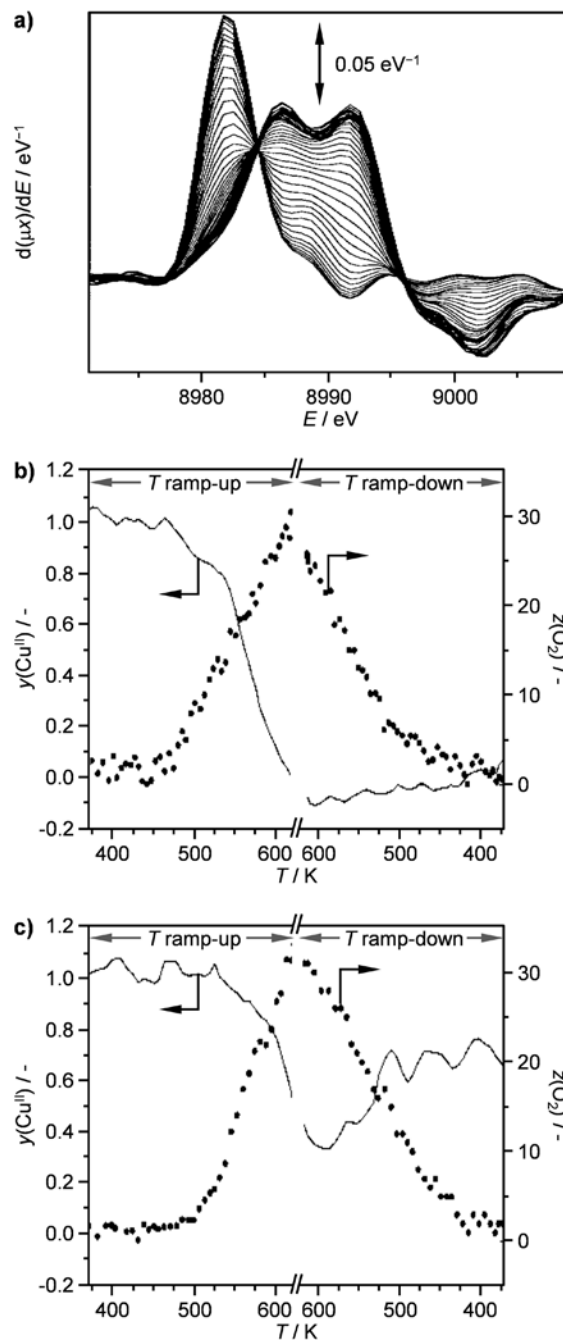 a)
0.05 eV⁻¹
d(μx)/dE / eV⁻¹
8980 8990 9000
E / eV
b)
T ramp-up T ramp-down
1.2
1.0
0.8
0.6
0.4
0.2
0.0
-0.2
y(Cuᴵᴵ) / -
30
20
10
0
z(O₂) / -
400 500 600 600 500 400
T / K
c)
T ramp-up T ramp-down
1.2
1.0
0.8
0.6
0.4
0.2
0.0
-0.2
y(Cuᴵᴵ) / -
30
20
10
0
z(O₂) / -
400 500 600 600 500 400
T / K